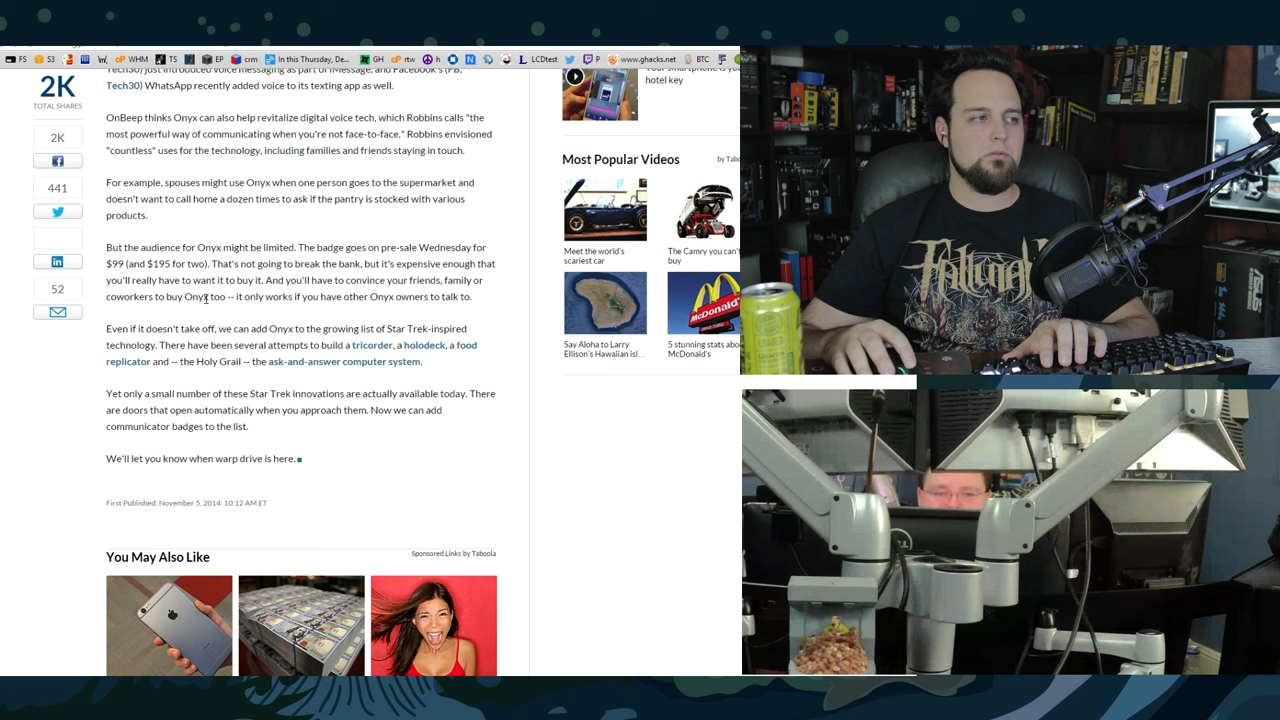 FS
S3
WHM
TS
EP
crm
In this Thursday, De...
GH
rtw
h
N
LCDtest
P
www.ghacks.net
BTC
2K
TOTAL SHARES
2K
441
52
Tech30) just introduced voice messaging as part of iMessage, and Facebook's (FB,
Tech30) WhatsApp recently added voice to its texting app as well.
OnBeep thinks Onyx can also help revitalize digital voice tech, which Robbins calls "the
most powerful way of communicating when you're not face-to-face." Robbins envisioned
"countless" uses for the technology, including families and friends staying in touch.
For example, spouses might use Onyx when one person goes to the supermarket and
doesn't want to call home a dozen times to ask if the pantry is stocked with various
products.
But the audience for Onyx might be limited. The badge goes on pre-sale Wednesday for
$99 (and $195 for two). That's not going to break the bank, but it's expensive enough that
you'll really have to want it to buy it. And you'll have to convince your friends, family or
coworkers to buy Onyx too -- it only works if you have other Onyx owners to talk to.
Even if it doesn't take off, we can add Onyx to the growing list of Star Trek-inspired
technology. There have been several attempts to build a tricorder, a holodeck, a food
replicator and -- the Holy Grail -- the ask-and-answer computer system.
Yet only a small number of these Star Trek innovations are actually available today. There
are doors that open automatically when you approach them. Now we can add
communicator badges to the list.
We'll let you know when warp drive is here.
First Published: November 5, 2014: 10:12 AM ET
You May Also Like
Sponsored Links by Taboola
Your smartphone is you
hotel key
Most Popular Videos
by Tabo
Meet the world's
scariest car
The Camry you can't
buy
McDonald's
Say Aloha to Larry
Ellison's Hawaiian isl...
5 stunning stats abou
McDonald's